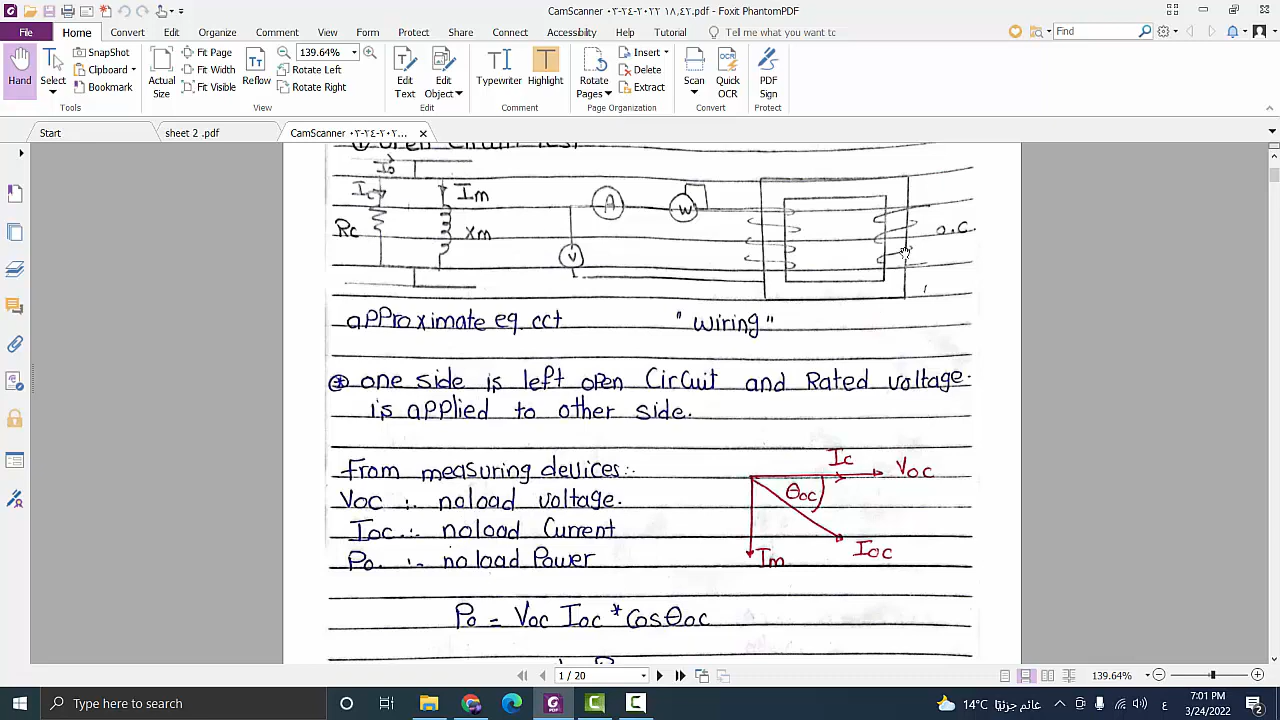 CamScanner ٠٣-٢٤-٢٠٢٢ ١٨,٤٢.pdf - Foxit PhantomPDF
File Home Convert Edit Organize Comment View Form Protect Share Connect Accessibility Help Tutorial Tell me what you want to do Find
SnapShot
Clipboard
Bookmark
Hand Select
Tools
Actual Size
Fit Page
Fit Width
Fit Visible
Reflow
139.64%
Rotate Left
Rotate Right
View
Edit Text
Edit Object
Edit
Typewriter Highlight
Comment
Rotate Pages
Insert
Delete
Extract
Page Organization
Scan Quick OCR
Convert
PDF Sign
Protect
Start sheet 2 .pdf CamScanner ٠٣-٢٤-٢٠٢...
Io
Ic Im A W
Rc Xm V o.c.
approximate eq cct "Wiring"
* one side is left open Circuit and Rated voltage
is applied to other side.
From measuring devices:
Voc : noload voltage.
Ioc : noload Current
Po : noload Power
Ic Voc
θoc
Ioc
Im
Po = Voc Ioc * Cosθoc
1 / 20
139.64%
Type here to search
14°C
7:01 PM
3/24/2022